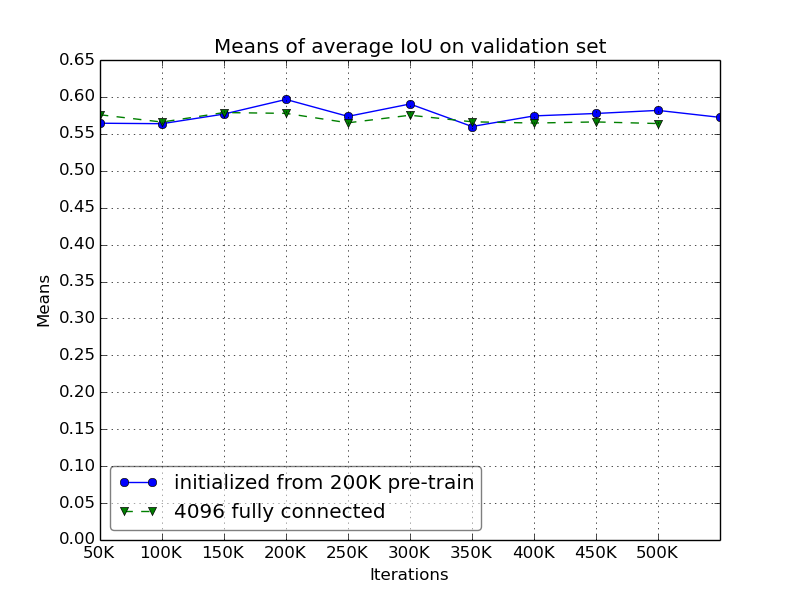 Means of average IoU on validation set
0.65
0.60
0.55
0.50
0.45
0.40
0.35
0.30
0.25
0.20
0.15
0.10
0.05
0.00
Means
initialized from 200K pre-train
4096 fully connected
50K 100K 150K 200K 250K 300K 350K 400K 450K 500K
Iterations